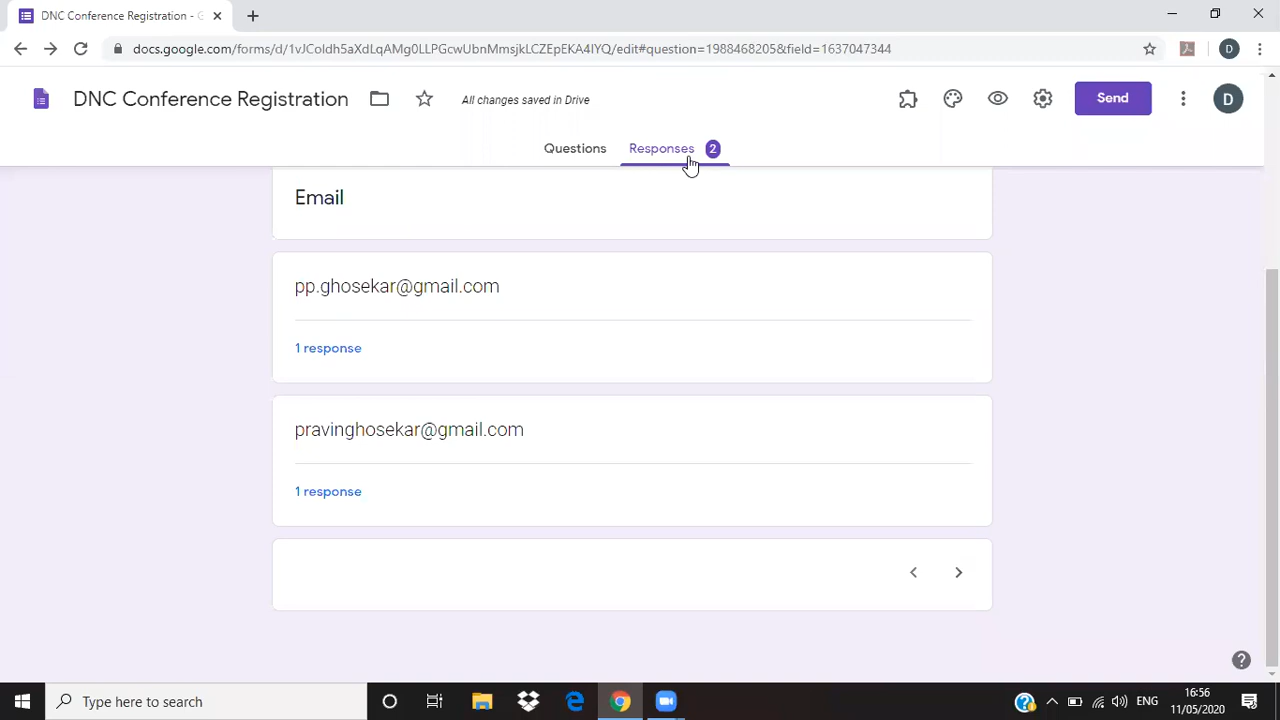 DNC Conference Registration - G
docs.google.com/forms/d/1vJColdh5aXdLqAMg0LLPGcwUbnMmsjkLCZEpEKA4IYQ/edit#question=1988468205&field=1637047344
D
DNC Conference Registration
All changes saved in Drive
Send
D
Questions
Responses
2
Email
pp.ghosekar@gmail.com
1 response
pravinghosekar@gmail.com
1 response
Type here to search
ENG
16:56
11/05/2020